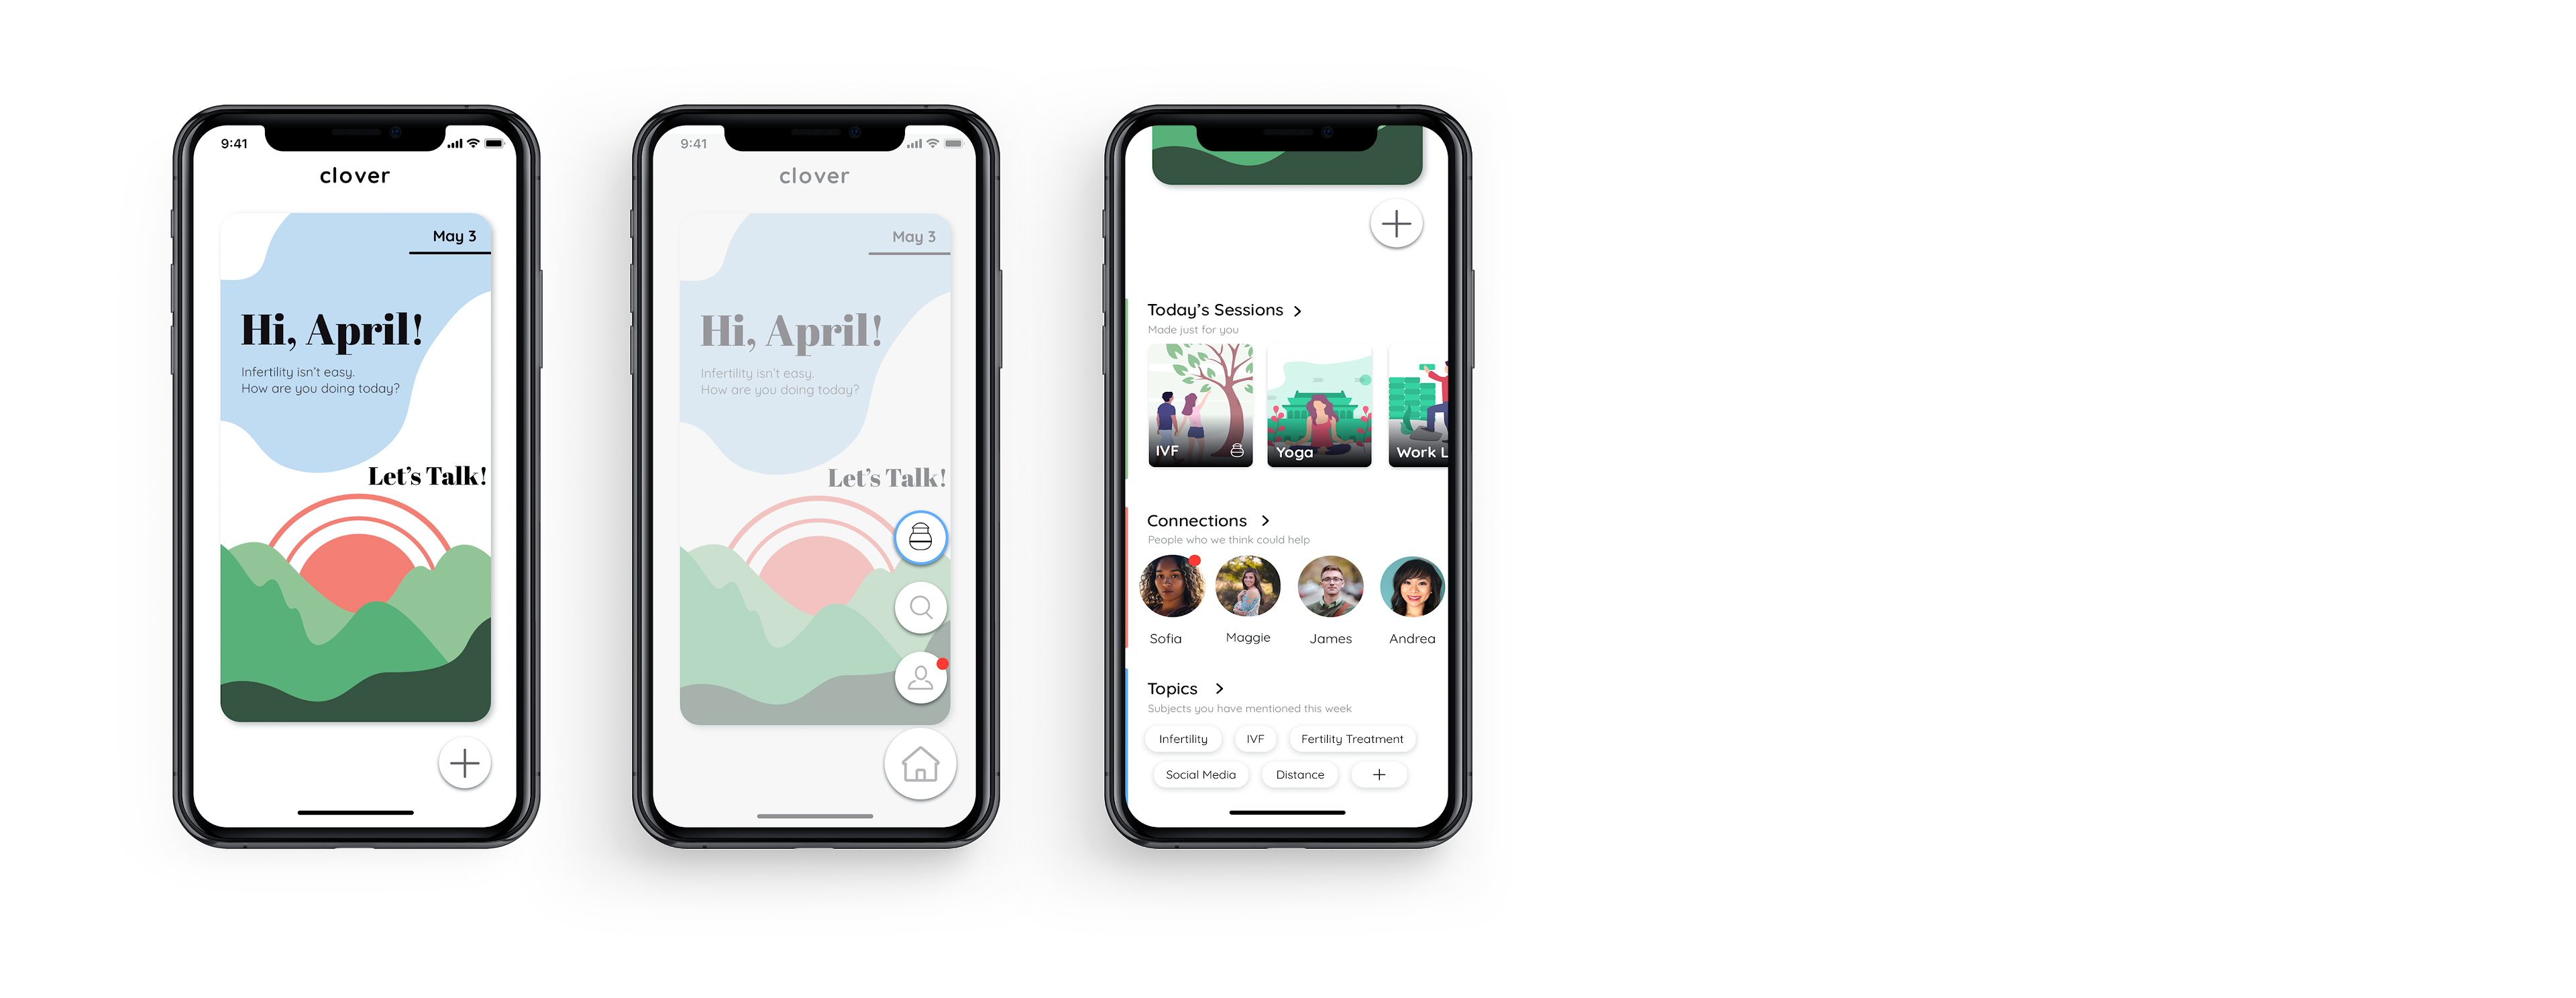 9:41
clover
May 3
Hi, April!
Infertility isn't easy.
How are you doing today?
Let's Talk!
9:41
clover
May 3
Hi, April!
Infertility isn't easy.
How are you doing today?
Let's Talk!
Today's Sessions
Made just for you
IVF
Yoga
Work L
Connections
People who we think could help
Sofia
Maggie
James
Andrea
Topics
Subjects you have mentioned this week
Infertility
IVF
Fertility Treatment
Social Media
Distance